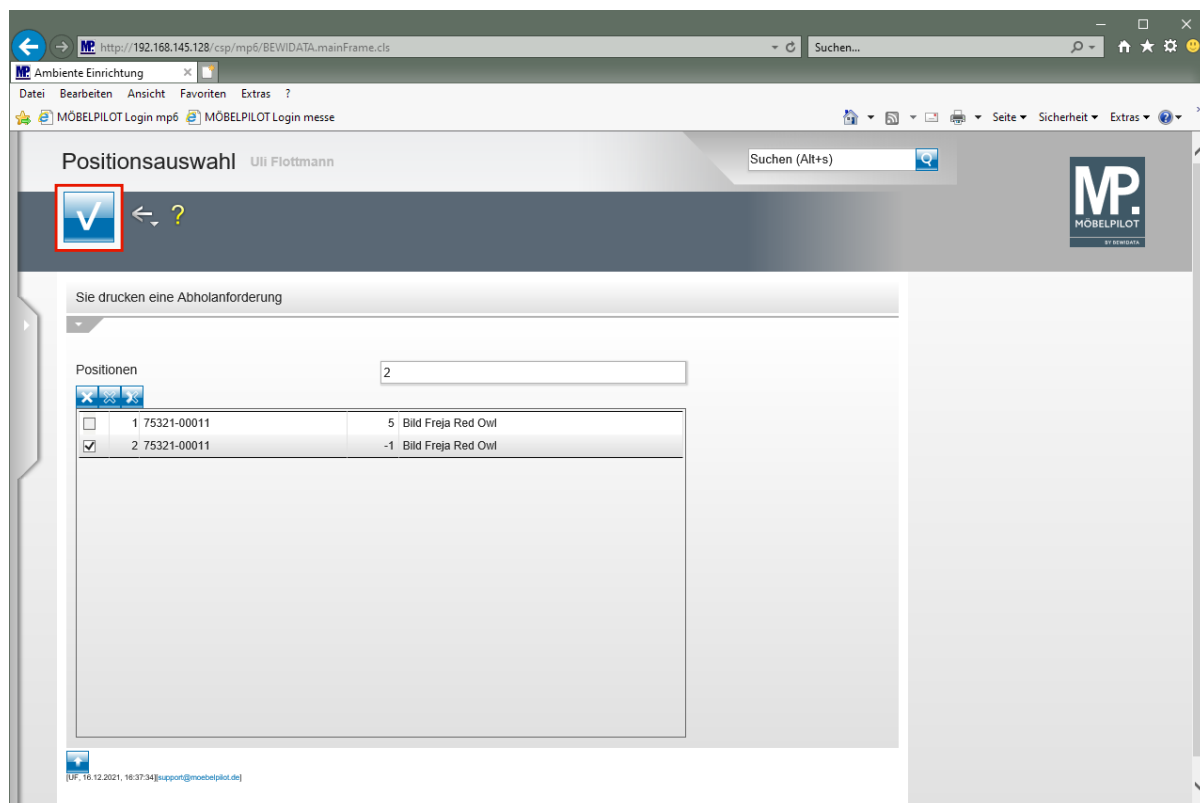 http://192.168.145.128/csp/mp6/BEWIDATA.mainFrame.cls
Suchen...
Ambiente Einrichtung
Datei Bearbeiten Ansicht Favoriten Extras ?
MÖBELPILOT Login mp6 MÖBELPILOT Login messe
Seite Sicherheit Extras
Positionsauswahl Uli Flottmann
Suchen (Alt+s)
MP.
MÖBELPILOT
BY BEWIDATA
?
Sie drucken eine Abholanforderung
Positionen 2
1 75321-00011 5 Bild Freja Red Owl
2 75321-00011 -1 Bild Freja Red Owl
[UF, 16.12.2021, 16:37:34][support@moebelpilot.de]